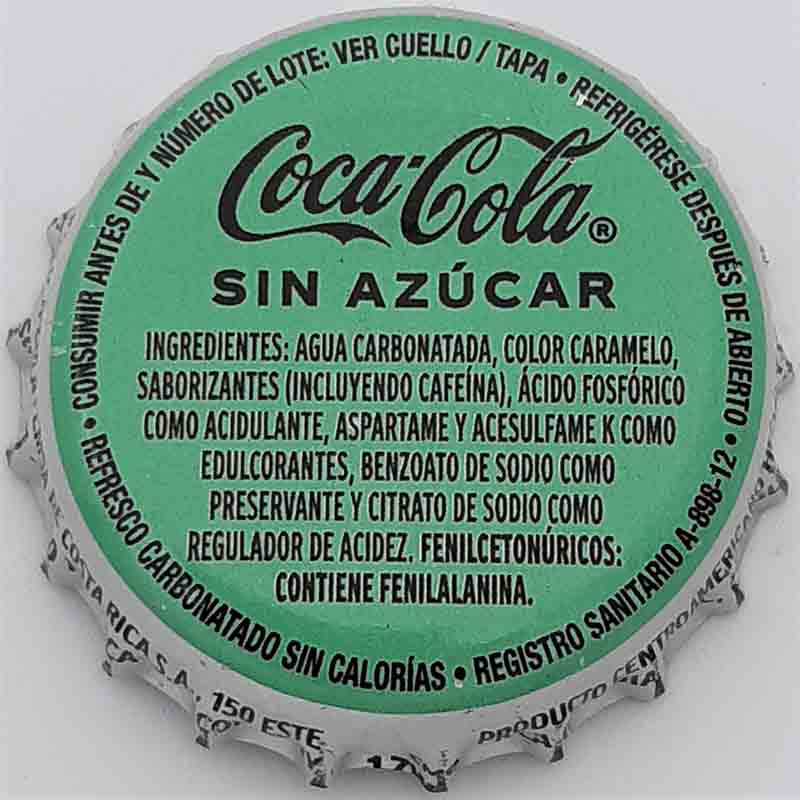 • CONSUMIR ANTES DE Y NÚMERO DE LOTE: VER CUELLO / TAPA • REFRIGÉRESE DESPUÉS DE ABIERTO •
Coca-Cola®
SIN AZÚCAR
INGREDIENTES: AGUA CARBONATADA, COLOR CARAMELO,
SABORIZANTES (INCLUYENDO CAFEÍNA), ÁCIDO FOSFÓRICO
COMO ACIDULANTE, ASPARTAME Y ACESULFAME K COMO
EDULCORANTES, BENZOATO DE SODIO COMO
PRESERVANTE Y CITRATO DE SODIO COMO
REGULADOR DE ACIDEZ. FENILCETONÚRICOS:
CONTIENE FENILALANINA.
REFRESCO CARBONATADO SIN CALORÍAS • REGISTRO SANITARIO A-898-12
DE COSTA RICA S.A., 150 ESTE
PRODUCTO CENTROAMERICANO